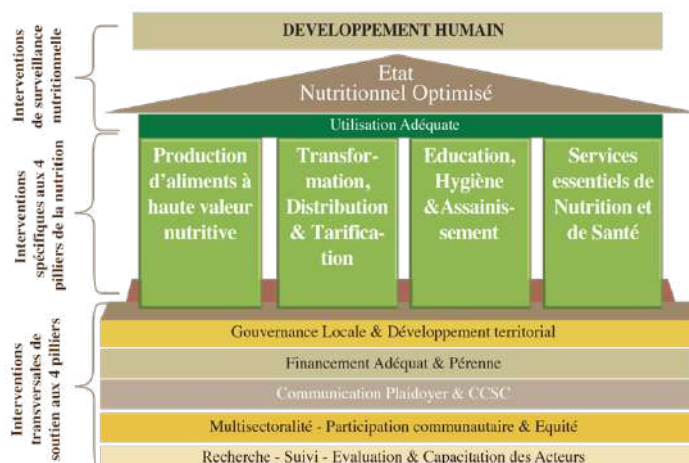 DEVELOPPEMENT HUMAIN
Etat
Nutritionnel Optimisé
Utilisation Adéquate
Production
d'aliments à
haute valeur
nutritive
Transfor-
mation,
Distribution
& Tarifica-
tion
Education,
Hygiène
&Assainis-
sement
Services
essentiels de
Nutrition et
de Santé
Gouvernance Locale & Développement territorial
Financement Adéquat & Pérenne
Communication Plaidoyer & CCSC
Multisectoralité - Participation communautaire & Equité
Recherche - Suivi - Evaluation & Capacitation des Acteurs
Interventions
de surveillance
nutritionnelle
Interventions
spécifiques aux 4
pilliers de la nutrition
Interventions
transversales de
soutien aux 4 pilliers